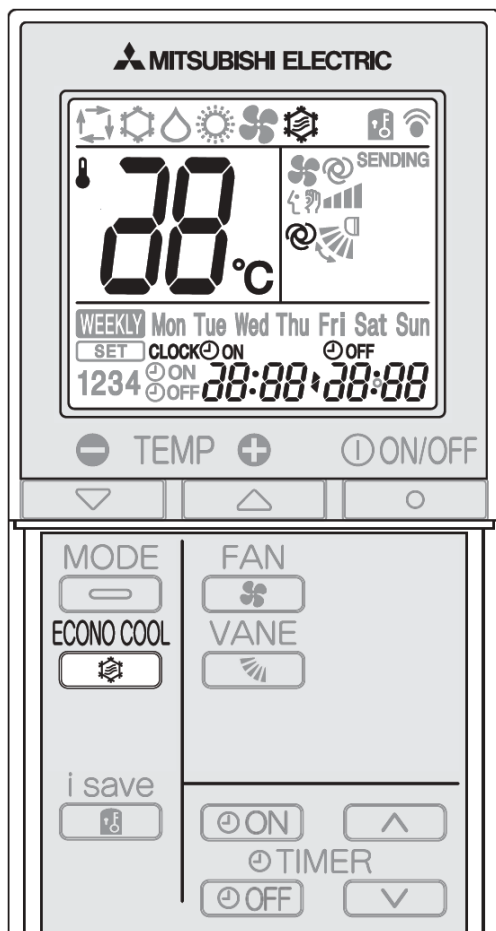 MITSUBISHI ELECTRIC
SENDING
88 °C
WEEKLY Mon Tue Wed Thu Fri Sat Sun
SET CLOCK ON OFF
1234 ON OFF 88:88 88:88
TEMP ON/OFF
MODE FAN
ECONO COOL VANE
i save
ON
TIMER
OFF